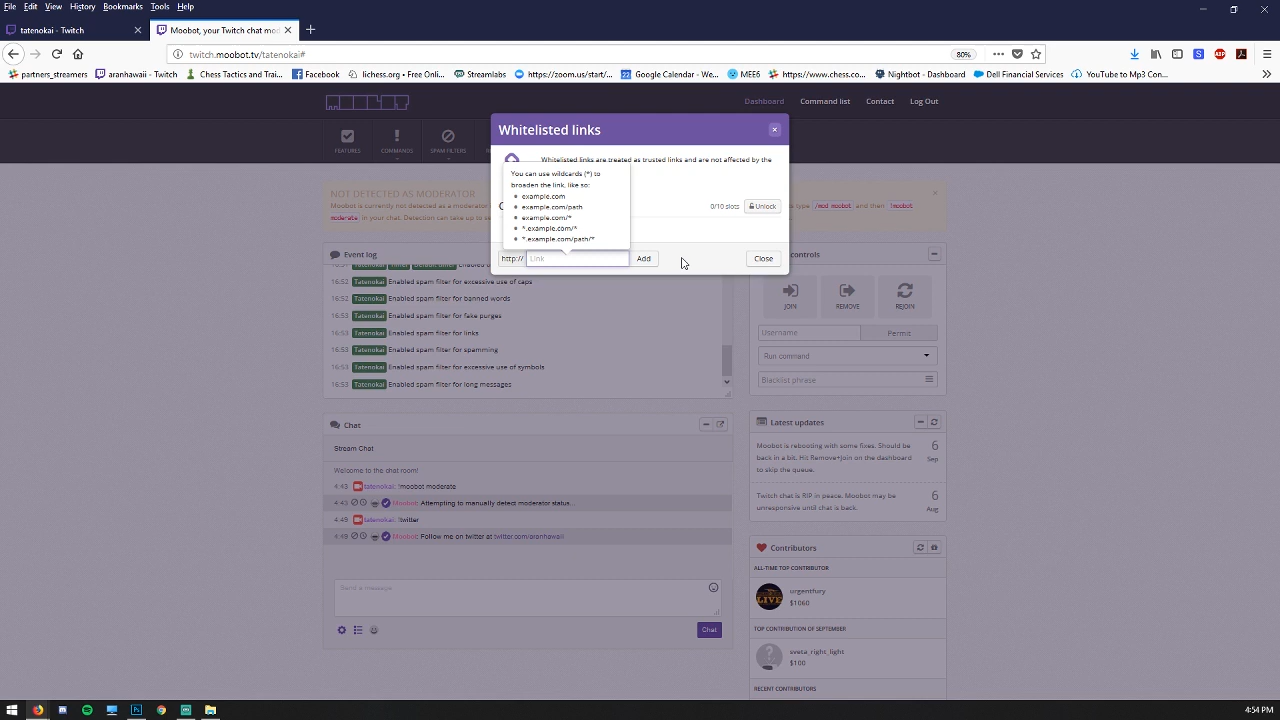 File Edit View History Bookmarks Tools Help
tatenokai - Twitch
Moobot, your Twitch chat mod
twitch.moobot.tv/tatenokai#
80%
partners_streamers
aranhawaii - Twitch
Chess Tactics and Trai...
Facebook
lichess.org • Free Onli...
Streamlabs
https://zoom.us/start/...
Google Calendar - We...
MEE6
https://www.chess.co...
Nightbot - Dashboard
Dell Financial Services
YouTube to Mp3 Con...
moobot
Dashboard
Command list
Contact
Log Out
FEATURES
COMMANDS
SPAM FILTERS
Whitelisted links
Whitelisted links are treated as trusted links and are not affected by the
You can use wildcards (*) to
broaden the link, like so:
example.com
example.com/path
example.com/*
*.example.com/*
*.example.com/path/*
0/10 slots
Unlock
http://
Link
Add
Close
NOT DETECTED AS MODERATOR
Moobot is currently not detected as a moderator
type /mod moobot and then !moobot
moderate in your chat. Detection can take up to se
Event log
16:52 Tatenokai Enabled spam filter for excessive use of caps
16:52 Tatenokai Enabled spam filter for banned words
16:53 Tatenokai Enabled spam filter for fake purges
16:53 Tatenokai Enabled spam filter for links
16:53 Tatenokai Enabled spam filter for spamming
16:53 Tatenokai Enabled spam filter for excessive use of symbols
16:53 Tatenokai Enabled spam filter for long messages
controls
JOIN
REMOVE
REJOIN
Username
Permit
Run command
Blacklist phrase
Chat
Stream Chat
Welcome to the chat room!
4:43 tatenokai: !moobot moderate
4:43 Moobot: Attempting to manually detect moderator status...
4:49 tatenokai: !twitter
4:49 Moobot: Follow me on twitter at twitter.com/aranhawaii
Send a message
Chat
Latest updates
Moobot is rebooting with some fixes. Should be
back in a bit. Hit Remove+Join on the dashboard
to skip the queue.
6
Sep
Twitch chat is RIP in peace. Moobot may be
unresponsive until chat is back.
6
Aug
Contributors
ALL-TIME TOP CONTRIBUTOR
LIVE
urgentfury
$1060
TOP CONTRIBUTION OF SEPTEMBER
sveta_right_light
$100
RECENT CONTRIBUTORS
4:54 PM